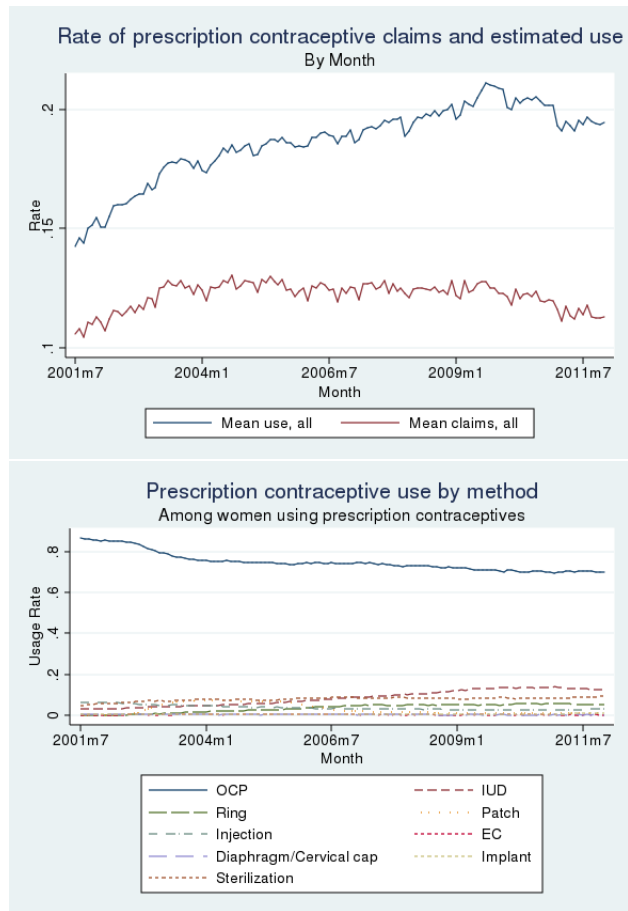 Rate of prescription contraceptive claims and estimated use
By Month
Rate
.2
.15
.1
2001m7 2004m1 2006m7 2009m1 2011m7
Month
Mean use, all Mean claims, all
Prescription contraceptive use by method
Among women using prescription contraceptives
Usage Rate
.8
.6
.4
.2
0
2001m7 2004m1 2006m7 2009m1 2011m7
Month
OCP IUD
Ring Patch
Injection EC
Diaphragm/Cervical cap Implant
Sterilization